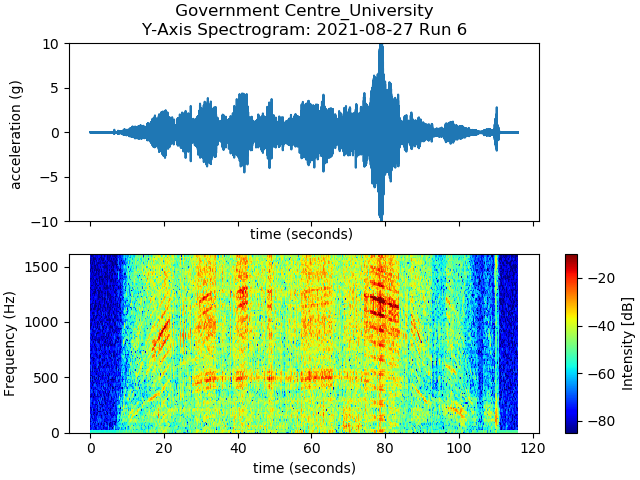 Government Centre_University
Y-Axis Spectrogram: 2021-08-27 Run 6
10
5
0
−5
−10
acceleration (g)
time (seconds)
1500
1000
500
0
Frequency (Hz)
0 20 40 60 80 100 120
time (seconds)
−20
−40
−60
−80
Intensity [dB]